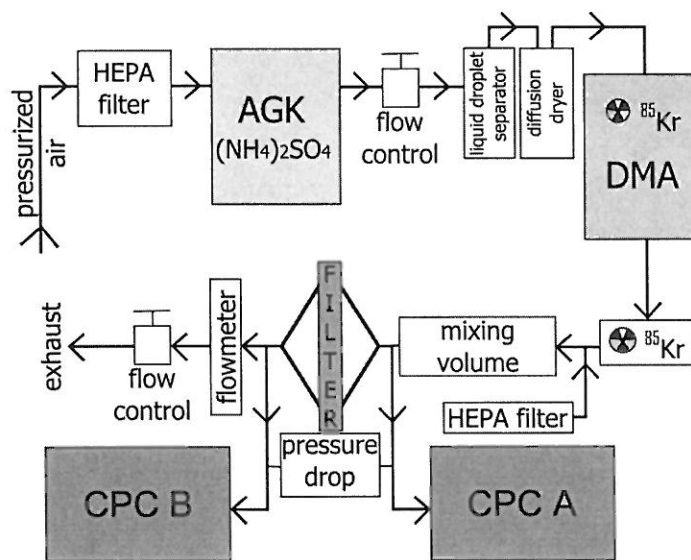 HEPA
filter
AGK
(NH4)2SO4
flow
control
liquid droplet
separator
diffusion
dryer
85Kr
DMA
pressurized
air
exhaust
flow
control
flowmeter
FILTER
mixing
volume
85Kr
HEPA filter
pressure
drop
CPC B
CPC A